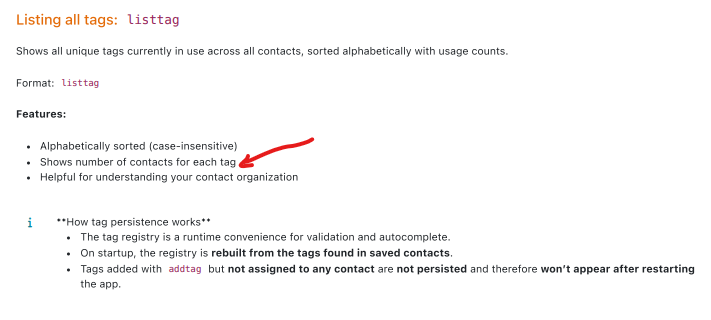 Listing all tags: listtag
Shows all unique tags currently in use across all contacts, sorted alphabetically with usage counts.
Format: listtag
Features:
• Alphabetically sorted (case-insensitive)
• Shows number of contacts for each tag
• Helpful for understanding your contact organization
i **How tag persistence works**
• The tag registry is a runtime convenience for validation and autocomplete.
• On startup, the registry is rebuilt from the tags found in saved contacts.
• Tags added with addtag but not assigned to any contact are not persisted and therefore won’t appear after restarting
the app.